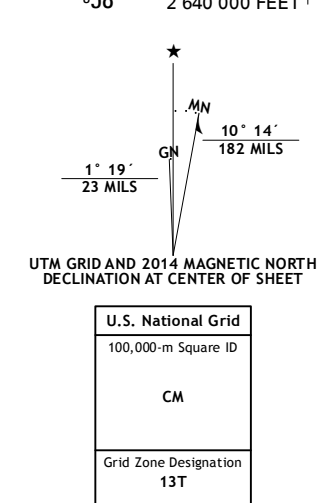 2 640 000 FEET
★
MN
GN
10° 14´
182 MILS
1° 19´
23 MILS
UTM GRID AND 2014 MAGNETIC NORTH
DECLINATION AT CENTER OF SHEET
U.S. National Grid
100,000-m Square ID
CM
Grid Zone Designation
13T